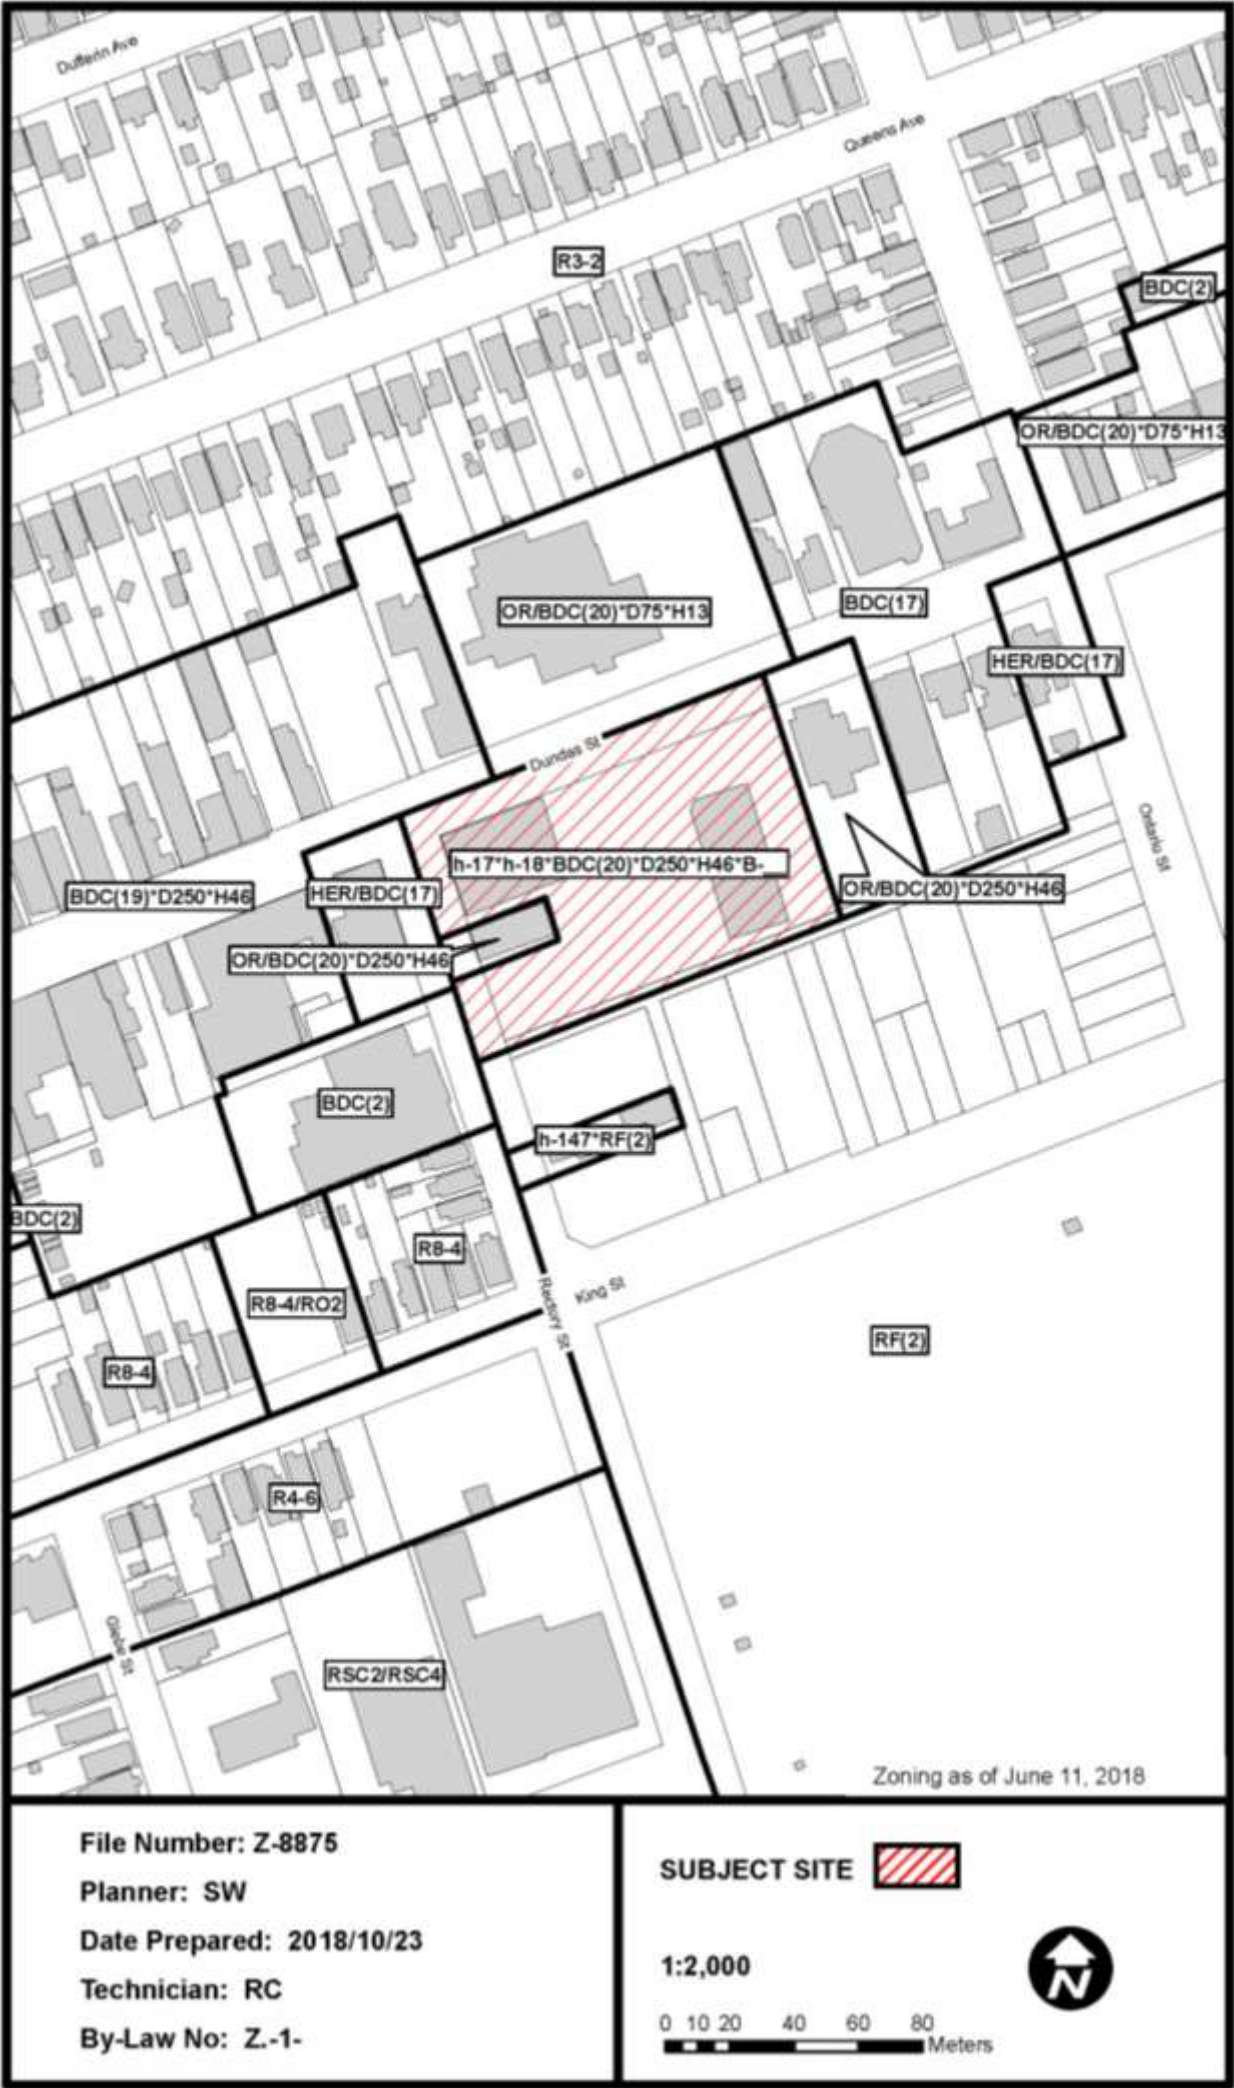 Dufferin Ave
Queens Ave
R3-2
BDC(2)
OR/BDC(20)*D75*H13
OR/BDC(20)*D75*H13
BDC(17)
HER/BDC(17)
Dundas St
Ontario St
h-17*h-18*BDC(20)*D250*H46*B-__
BDC(19)*D250*H46
HER/BDC(17)
OR/BDC(20)*D250*H46
OR/BDC(20)*D250*H46
BDC(2)
h-147*RF(2)
BDC(2)
R8-4
R8-4/RO2
King St
Rectory St
RF(2)
R8-4
R4-6
Glebe St
RSC2/RSC4
Zoning as of June 11, 2018
File Number: Z-8875
Planner: SW
Date Prepared: 2018/10/23
Technician: RC
By-Law No: Z.-1-
SUBJECT SITE
1:2,000
N
0 10 20 40 60 80
Meters